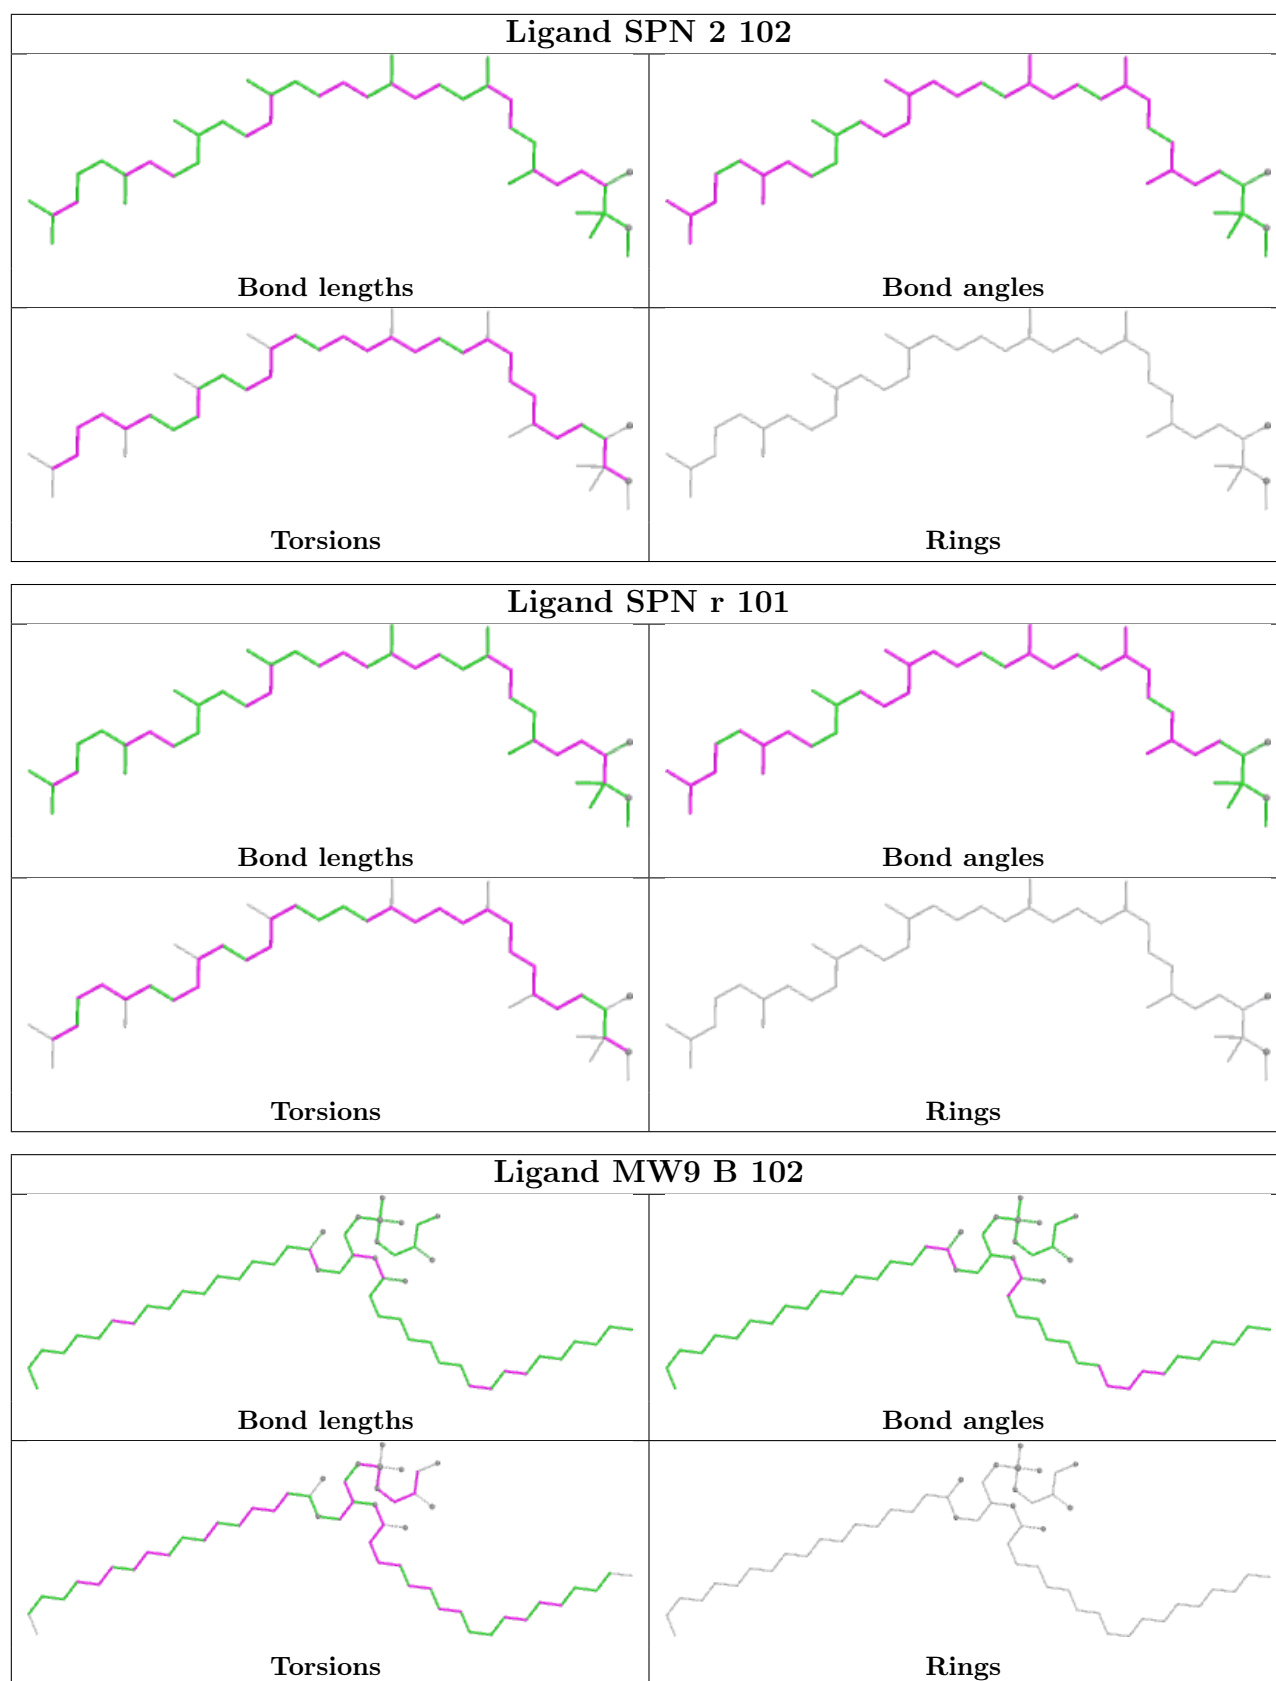 Ligand SPN 2 102
Bond lengths
Bond angles
Torsions
Rings
Ligand SPN r 101
Bond lengths
Bond angles
Torsions
Rings
Ligand MW9 B 102
Bond lengths
Bond angles
Torsions
Rings